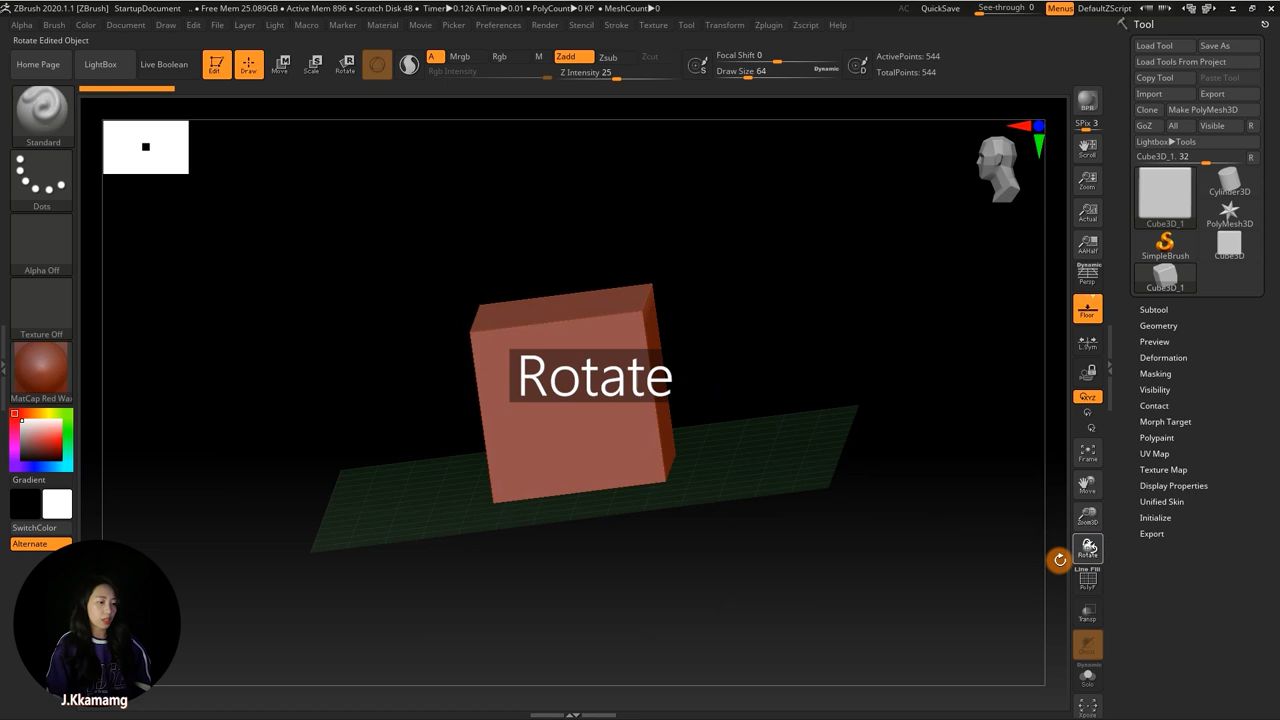 ZBrush 2020.1.1 [ZBrush] StartupDocument .. • Free Mem 25.089GB • Active Mem 896 • Scratch Disk 48 • Timer▶0.126 ATime▶0.01 • PolyCount▶0 KP • MeshCount▶0 AC QuickSave See-through 0 Menus DefaultZScript
Alpha Brush Color Document Draw Edit File Layer Light Macro Marker Material Movie Picker Preferences Render Stencil Stroke Texture Tool Transform Zplugin Zscript Help
Rotate Edited Object
Home Page LightBox Live Boolean Edit Draw Move Scale Rotate
A Mrgb Rgb M Zadd Zsub Zcut
Rgb Intensity Z Intensity 25
Focal Shift 0
Draw Size 64 Dynamic
ActivePoints: 544
TotalPoints: 544
Standard
Dots
Alpha Off
Texture Off
MatCap Red Wax
Gradient
SwitchColor
Alternate
J.Kkamamg
Rotate
BPR
SPix 3
Scroll
Zoom
Actual
AAHalf
Dynamic
Persp
Floor
L.Sym
XYZ
Frame
Move
Zoom3D
Rotate
Line Fill
PolyF
Transp
Ghost
Dynamic
Solo
Xpose
Tool
Load Tool Save As
Load Tools From Project
Copy Tool Paste Tool
Import Export
Clone Make PolyMesh3D
GoZ All Visible R
Lightbox▶Tools
Cube3D_1. 32 R
Cube3D_1
Cylinder3D
PolyMesh3D
SimpleBrush
Cube3D
Cube3D_1
Subtool
Geometry
Preview
Deformation
Masking
Visibility
Contact
Morph Target
Polypaint
UV Map
Texture Map
Display Properties
Unified Skin
Initialize
Export